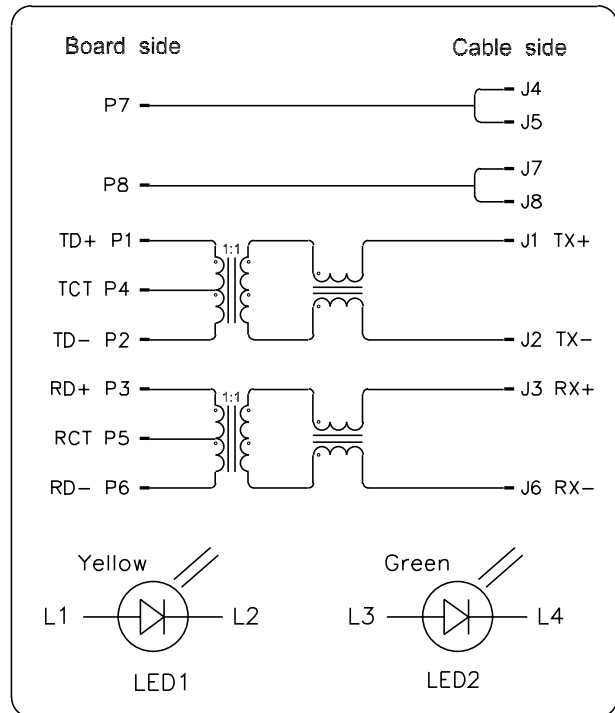 Board side Cable side
P7 J4
J5
P8 J7
J8
TD+ P1 1:1 J1 TX+
TCT P4
TD- P2 J2 TX-
RD+ P3 1:1 J3 RX+
RCT P5
RD- P6 J6 RX-
Yellow Green
L1 L2 L3 L4
LED1 LED2